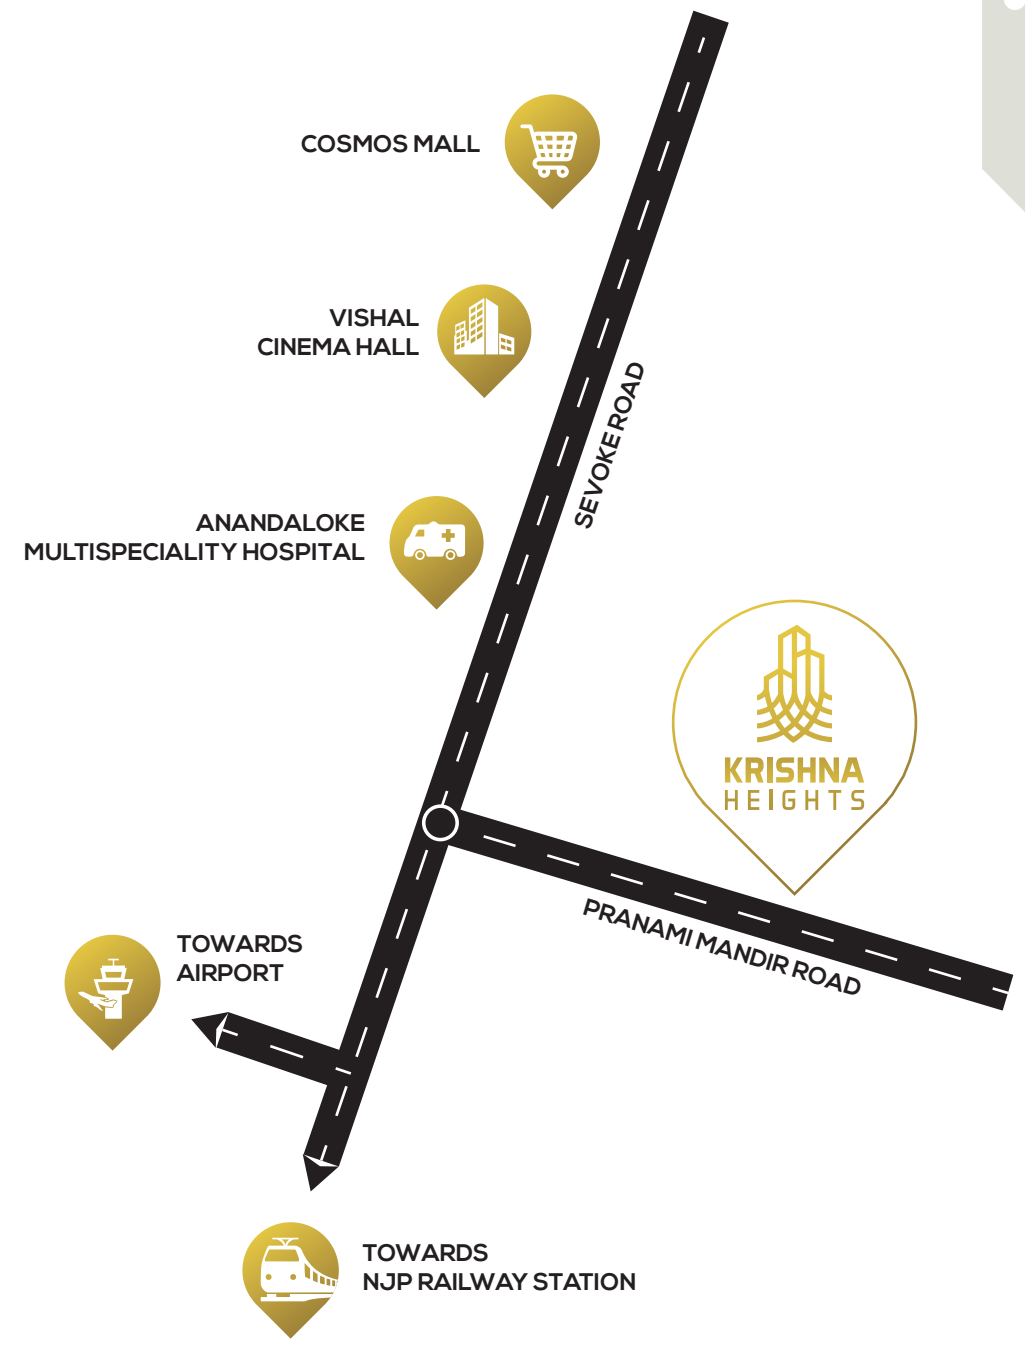 COSMOS MALL
VISHAL
CINEMA HALL
SEVOKE ROAD
ANANDALOKE
MULTISPECIALITY HOSPITAL
KRISHNA
HEIGHTS
PRANAMI MANDIR ROAD
TOWARDS
AIRPORT
TOWARDS
NJP RAILWAY STATION